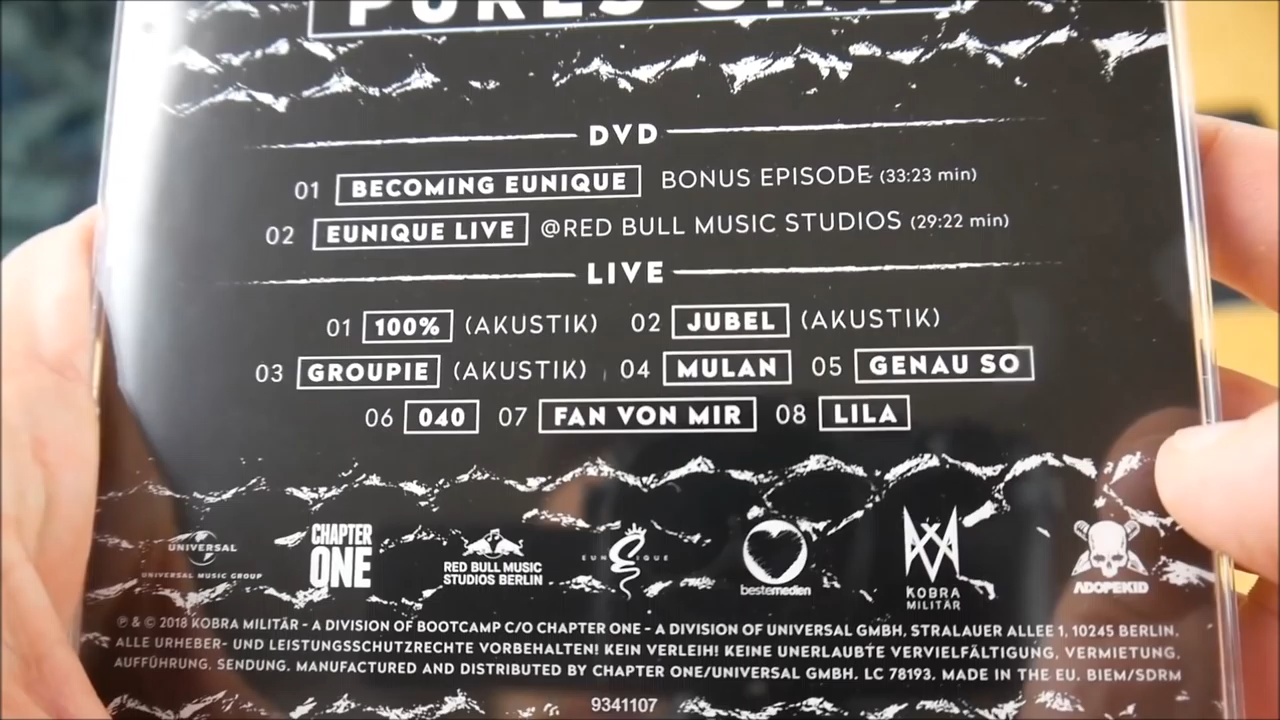 DVD
01 BECOMING EUNIQUE BONUS EPISODE (33:23 min)
02 EUNIQUE LIVE @RED BULL MUSIC STUDIOS (29:22 min)
LIVE
01 100% (AKUSTIK) 02 JUBEL (AKUSTIK)
03 GROUPIE (AKUSTIK) 04 MULAN 05 GENAU SO
06 040 07 FAN VON MIR 08 LILA
UNIVERSAL
UNIVERSAL MUSIC GROUP
CHAPTER
ONE
RED BULL MUSIC
STUDIOS BERLIN
EUNIQUE
bestemedien
KOBRA
MILITÄR
ADOPEKID
℗ & © 2018 KOBRA MILITÄR - A DIVISION OF BOOTCAMP C/O CHAPTER ONE - A DIVISION OF UNIVERSAL GMBH, STRALAUER ALLEE 1, 10245 BERLIN.
ALLE URHEBER- UND LEISTUNGSSCHUTZRECHTE VORBEHALTEN! KEIN VERLEIH! KEINE UNERLAUBTE VERVIELFÄLTIGUNG, VERMIETUNG,
AUFFÜHRUNG, SENDUNG. MANUFACTURED AND DISTRIBUTED BY CHAPTER ONE/UNIVERSAL GMBH. LC 78193. MADE IN THE EU. BIEM/SDRM
9341107